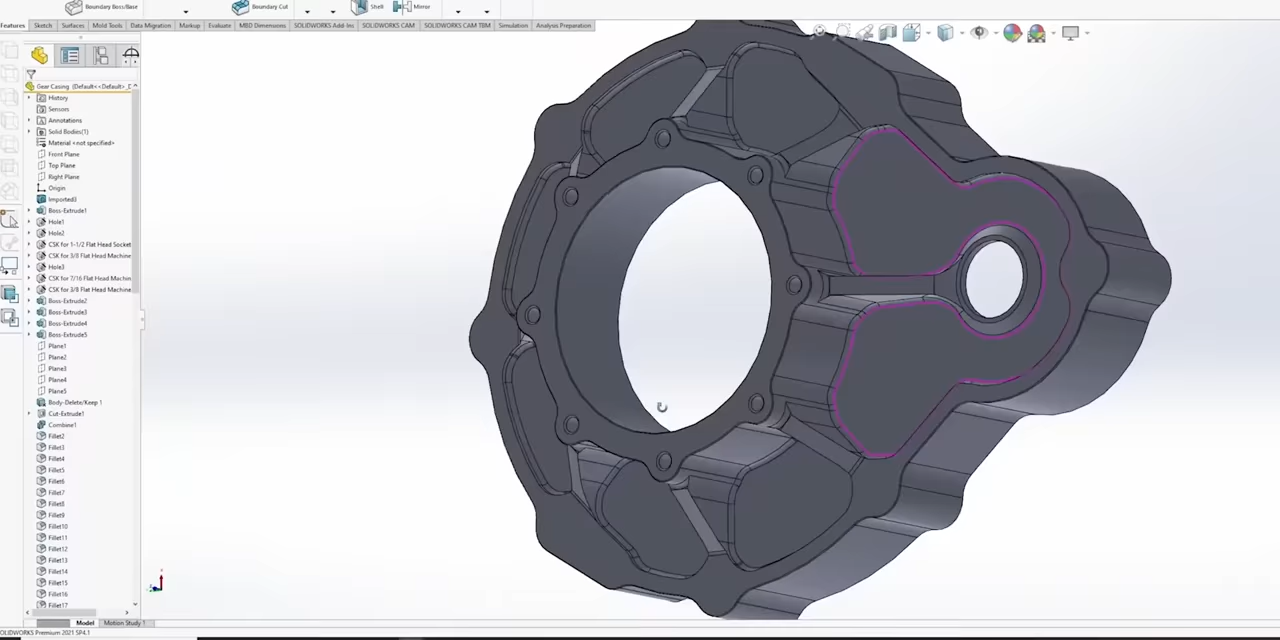 Boundary Boss/Base
Boundary Cut
Shell
Mirror
Features Sketch Surfaces Mold Tools Data Migration Markup Evaluate MBD Dimensions SOLIDWORKS Add-Ins SOLIDWORKS CAM SOLIDWORKS CAM TBM Simulation Analysis Preparation
Gear Casing (Default<<Default>_D
History
Sensors
Annotations
Solid Bodies(1)
Material <not specified>
Front Plane
Top Plane
Right Plane
Origin
Imported3
Boss-Extrude1
Hole1
Hole2
CSK for 1-1/2 Flat Head Socket
CSK for 3/8 Flat Head Machine
Hole3
CSK for 7/16 Flat Head Machin
CSK for 3/8 Flat Head Machine
Boss-Extrude2
Boss-Extrude3
Boss-Extrude4
Boss-Extrude5
Plane1
Plane2
Plane3
Plane4
Plane5
Body-Delete/Keep 1
Cut-Extrude1
Combine1
Fillet2
Fillet3
Fillet4
Fillet5
Fillet6
Fillet7
Fillet8
Fillet9
Fillet10
Fillet11
Fillet12
Fillet13
Fillet14
Fillet15
Fillet16
Fillet17
Model Motion Study 1
OLIDWORKS Premium 2021 SP4.1